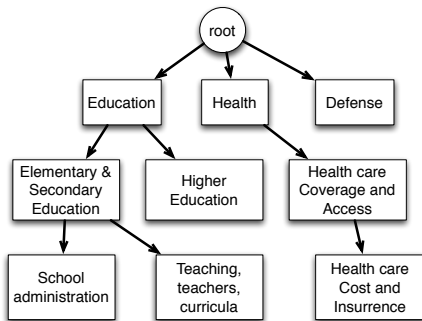 root
Education
Health
Defense
Elementary &
Secondary
Education
Higher
Education
Health care
Coverage and
Access
School
administration
Teaching,
teachers,
curricula
Health care
Cost and
Insurrence